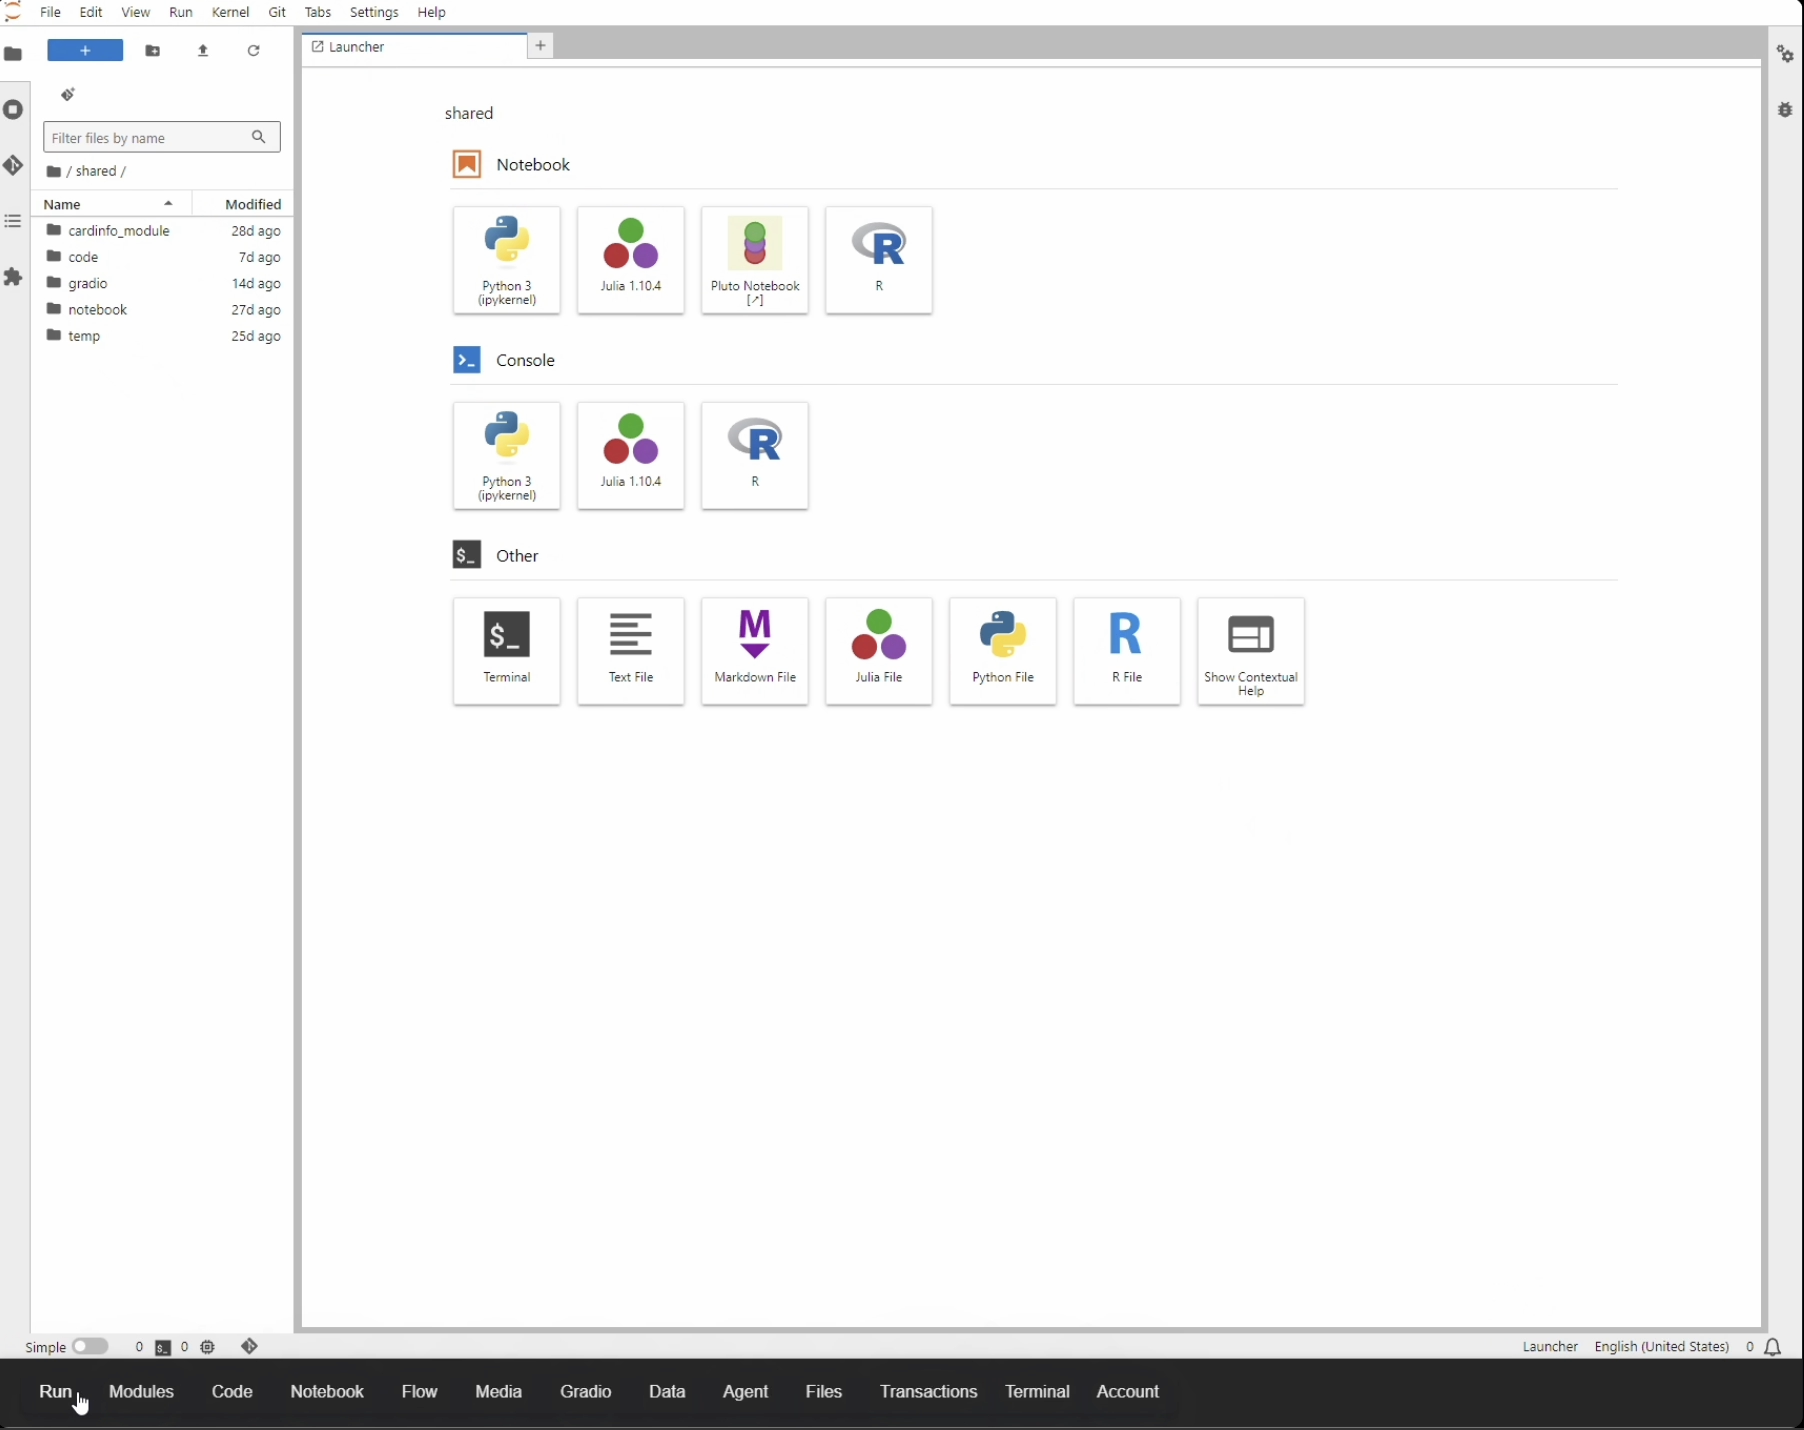 File Edit View Run Kernel Git Tabs Settings Help
+
Launcher
+
Filter files by name
/ shared /
Name Modified
cardinfo_module 28d ago
code 7d ago
gradio 14d ago
notebook 27d ago
temp 25d ago
shared
Notebook
Python 3
(ipykernel)
Julia 1.10.4
Pluto Notebook
[↗]
R
R
>_ Console
Python 3
(ipykernel)
Julia 1.10.4
R
R
$_ Other
$_
Terminal
Text File
M
Markdown File
Julia File
Python File
R
R File
Show Contextual
Help
Simple 0 $_ 0
Launcher English (United States) 0
Run Modules Code Notebook Flow Media Gradio Data Agent Files Transactions Terminal Account